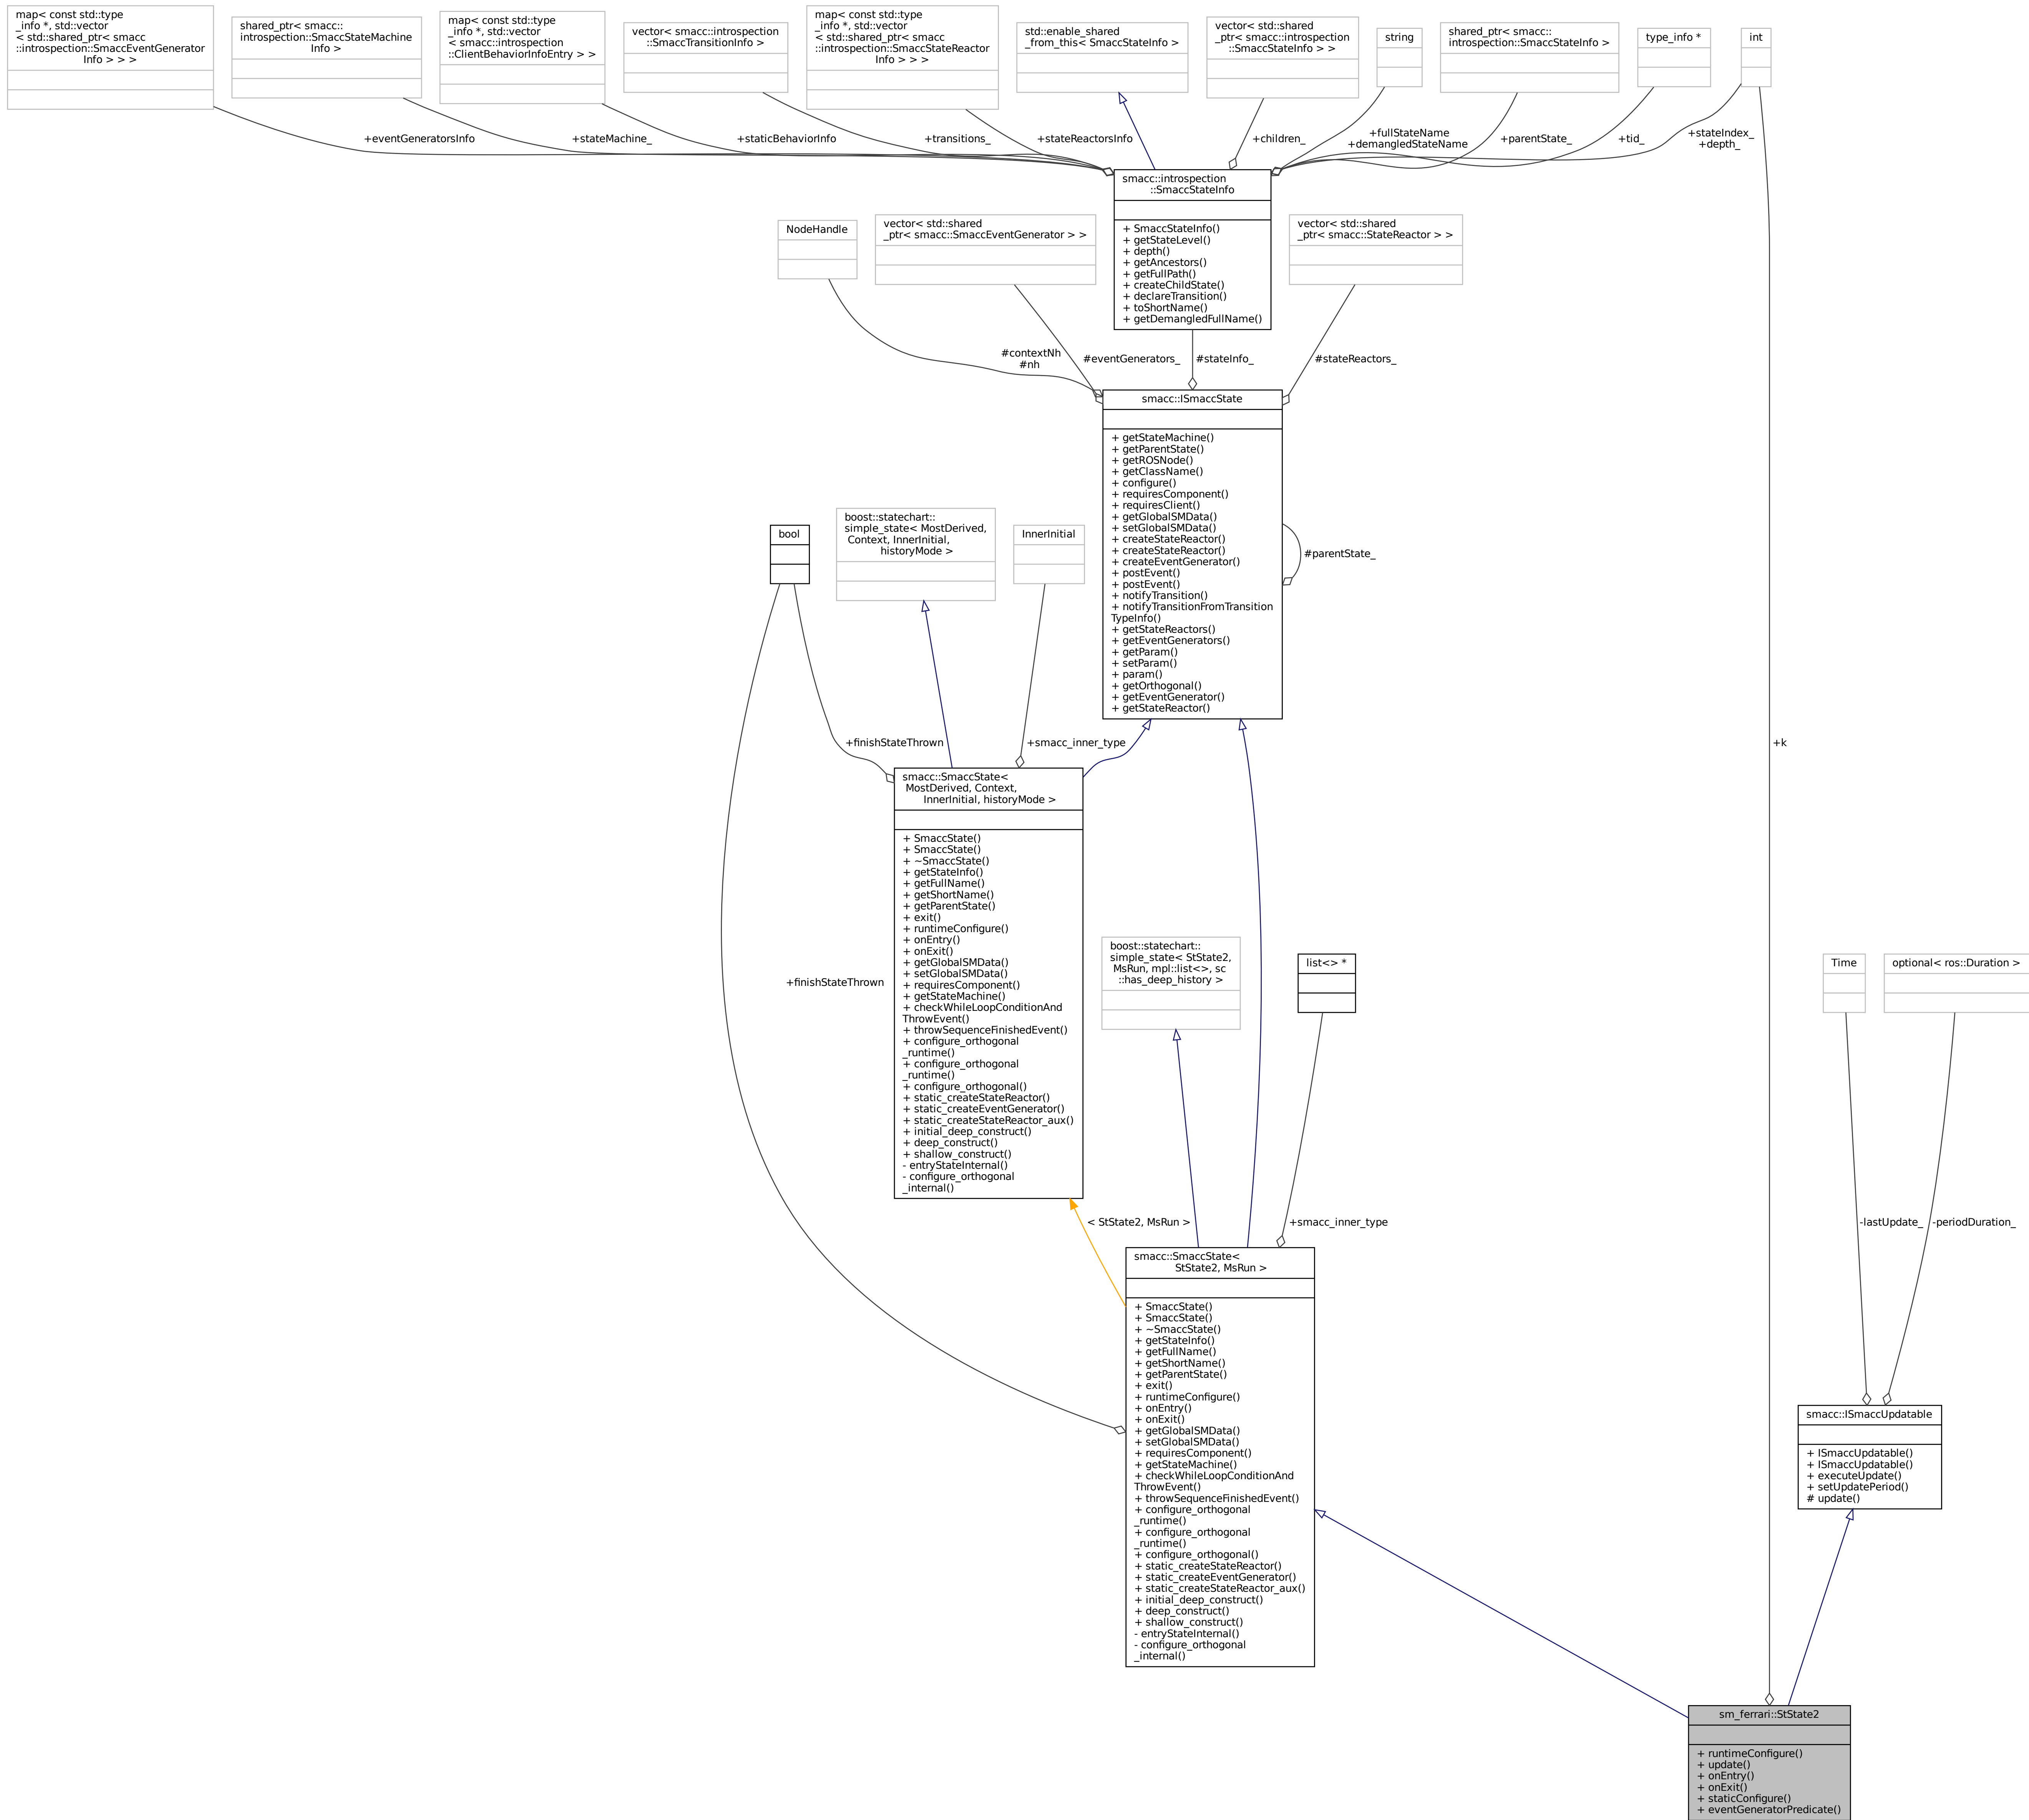 map< const std::type
_info *, std::vector
< std::shared_ptr< smacc
::introspection::SmaccEventGenerator
Info > > >
shared_ptr< smacc::
introspection::SmaccStateMachine
Info >
map< const std::type
_info *, std::vector
< smacc::introspection
::ClientBehaviorInfoEntry > >
vector< smacc::introspection
::SmaccTransitionInfo >
map< const std::type
_info *, std::vector
< std::shared_ptr< smacc
::introspection::SmaccStateReactor
Info > > >
std::enable_shared
_from_this< SmaccStateInfo >
vector< std::shared
_ptr< smacc::introspection
::SmaccStateInfo > >
string
shared_ptr< smacc::
introspection::SmaccStateInfo >
type_info *
int
+eventGeneratorsInfo
+stateMachine_
+staticBehaviorInfo
+transitions_
+stateReactorsInfo
+children_
+fullStateName
+demangledStateName
+parentState_
+tid_
+stateIndex_
+depth_
smacc::introspection
::SmaccStateInfo
+ SmaccStateInfo()
+ getStateLevel()
+ depth()
+ getAncestors()
+ getFullPath()
+ createChildState()
+ declareTransition()
+ toShortName()
+ getDemangledFullName()
NodeHandle
vector< std::shared
_ptr< smacc::SmaccEventGenerator > >
vector< std::shared
_ptr< smacc::StateReactor > >
#contextNh
#nh
#eventGenerators_
#stateInfo_
#stateReactors_
smacc::ISmaccState
+ getStateMachine()
+ getParentState()
+ getROSNode()
+ getClassName()
+ configure()
+ requiresComponent()
+ requiresClient()
+ getGlobalSMData()
+ setGlobalSMData()
+ createStateReactor()
+ createStateReactor()
+ createEventGenerator()
+ postEvent()
+ postEvent()
+ notifyTransition()
+ notifyTransitionFromTransition
TypeInfo()
+ getStateReactors()
+ getEventGenerators()
+ getParam()
+ setParam()
+ param()
+ getOrthogonal()
+ getEventGenerator()
+ getStateReactor()
#parentState_
bool
boost::statechart::
simple_state< MostDerived,
Context, InnerInitial,
historyMode >
InnerInitial
+finishStateThrown
+smacc_inner_type
+k
smacc::SmaccState<
MostDerived, Context,
InnerInitial, historyMode >
+ SmaccState()
+ SmaccState()
+ ~SmaccState()
+ getStateInfo()
+ getFullName()
+ getShortName()
+ getParentState()
+ exit()
+ runtimeConfigure()
+ onEntry()
+ onExit()
+ getGlobalSMData()
+ setGlobalSMData()
+ requiresComponent()
+ getStateMachine()
+ checkWhileLoopConditionAnd
ThrowEvent()
+ throwSequenceFinishedEvent()
+ configure_orthogonal
_runtime()
+ configure_orthogonal
_runtime()
+ configure_orthogonal()
+ static_createStateReactor()
+ static_createEventGenerator()
+ static_createStateReactor_aux()
+ initial_deep_construct()
+ deep_construct()
+ shallow_construct()
- entryStateInternal()
- configure_orthogonal
_internal()
+finishStateThrown
boost::statechart::
simple_state< StState2,
MsRun, mpl::list<>, sc
::has_deep_history >
list<> *
Time
optional< ros::Duration >
< StState2, MsRun >
+smacc_inner_type
-lastUpdate_
-periodDuration_
smacc::SmaccState<
StState2, MsRun >
+ SmaccState()
+ SmaccState()
+ ~SmaccState()
+ getStateInfo()
+ getFullName()
+ getShortName()
+ getParentState()
+ exit()
+ runtimeConfigure()
+ onEntry()
+ onExit()
+ getGlobalSMData()
+ setGlobalSMData()
+ requiresComponent()
+ getStateMachine()
+ checkWhileLoopConditionAnd
ThrowEvent()
+ throwSequenceFinishedEvent()
+ configure_orthogonal
_runtime()
+ configure_orthogonal
_runtime()
+ configure_orthogonal()
+ static_createStateReactor()
+ static_createEventGenerator()
+ static_createStateReactor_aux()
+ initial_deep_construct()
+ deep_construct()
+ shallow_construct()
- entryStateInternal()
- configure_orthogonal
_internal()
smacc::ISmaccUpdatable
+ ISmaccUpdatable()
+ ISmaccUpdatable()
+ executeUpdate()
+ setUpdatePeriod()
# update()
sm_ferrari::StState2
+ runtimeConfigure()
+ update()
+ onEntry()
+ onExit()
+ staticConfigure()
+ eventGeneratorPredicate()